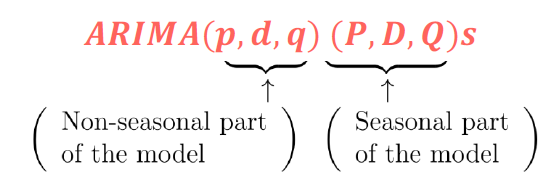 ARIMA(p, d, q) (P, D, Q)s
↑ ↑
( Non-seasonal part of the model ) ( Seasonal part of the model )